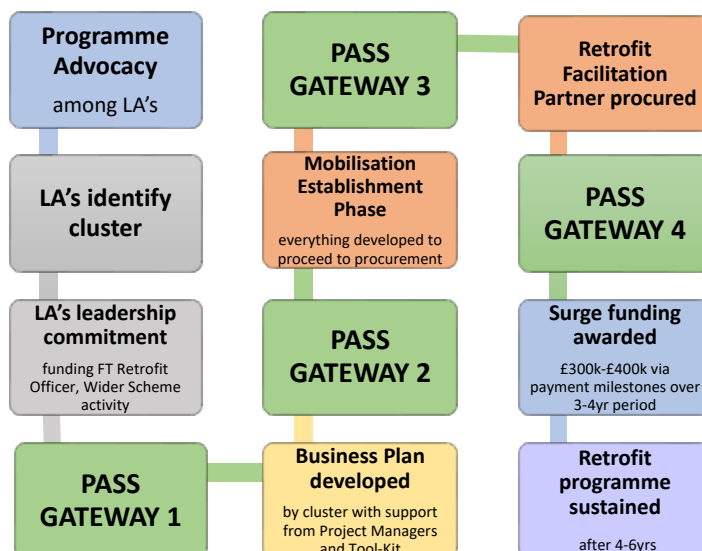 Programme
Advocacy
among LA’s
LA’s identify
cluster
LA’s leadership
commitment
funding FT Retrofit
Officer, Wider Scheme
activity
PASS
GATEWAY 1
Business Plan
developed
by cluster with support
from Project Managers
and Tool-Kit
PASS
GATEWAY 2
Mobilisation
Establishment
Phase
everything developed to
proceed to procurement
PASS
GATEWAY 3
Retrofit
Facilitation
Partner procured
PASS
GATEWAY 4
Surge funding
awarded
£300k-£400k via
payment milestones over
3-4yr period
Retrofit
programme
sustained
after 4-6yrs